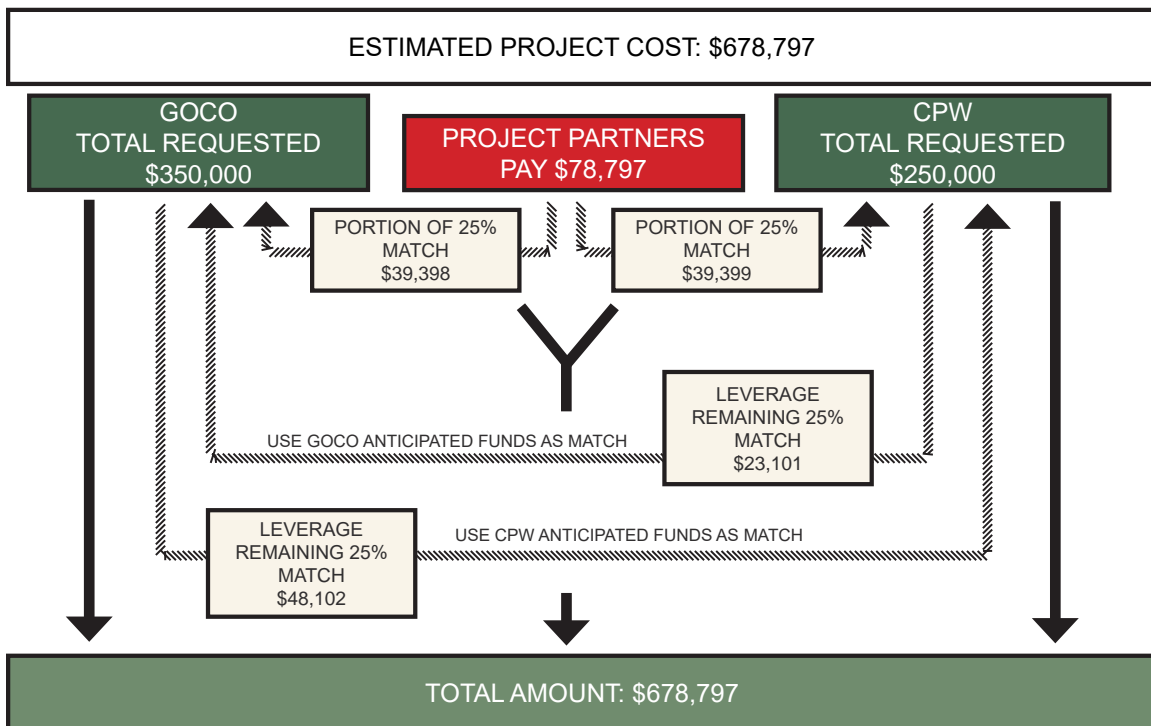 ESTIMATED PROJECT COST: $678,797
GOCO
TOTAL REQUESTED
$350,000
PROJECT PARTNERS
PAY $78,797
CPW
TOTAL REQUESTED
$250,000
PORTION OF 25%
MATCH
$39,398
PORTION OF 25%
MATCH
$39,399
LEVERAGE
REMAINING 25%
MATCH
$23,101
USE GOCO ANTICIPATED FUNDS AS MATCH
LEVERAGE
REMAINING 25%
MATCH
$48,102
USE CPW ANTICIPATED FUNDS AS MATCH
TOTAL AMOUNT: $678,797